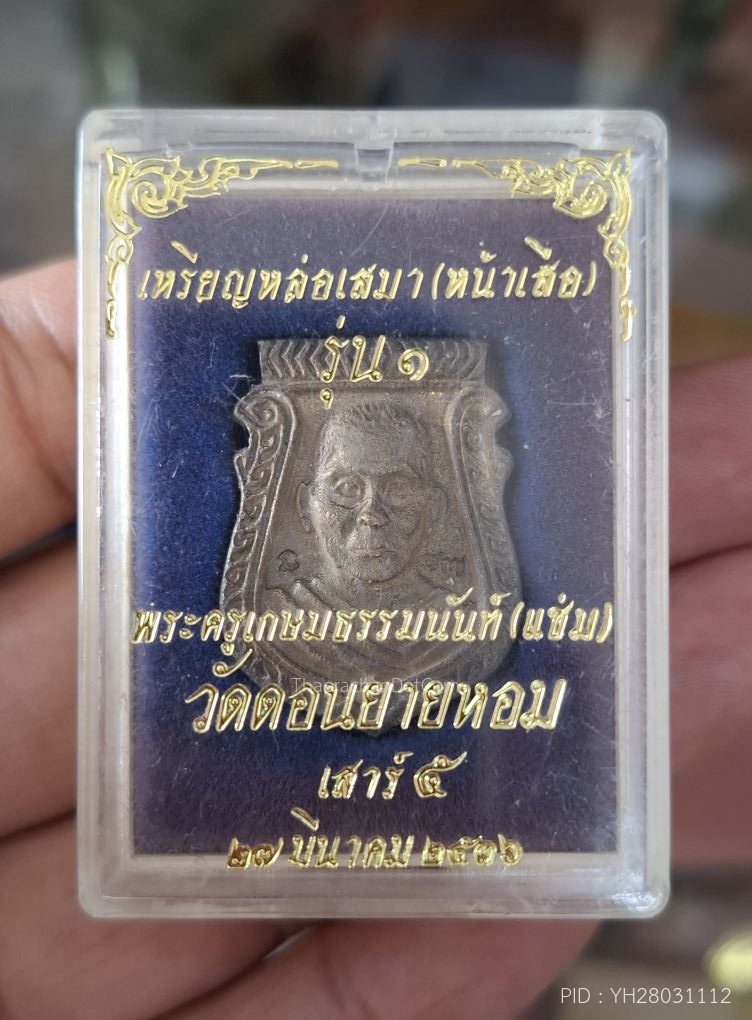 เหรียญหล่อเสมา(หน้าเสือ)
รุ่น ๑
พระครูเกษมธรรมนันท์(แช่ม)
วัดดอนยายหอม
เสาร์ ๕
๒๗ มีนาคม ๒๕๓๖
PID : YH28031112